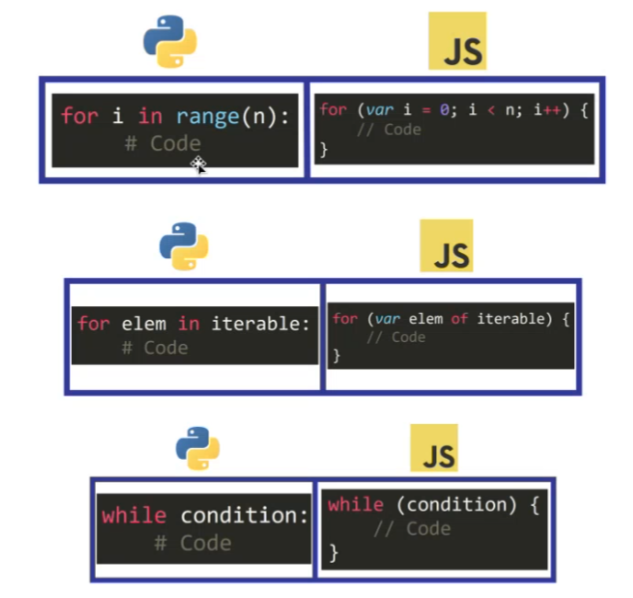 JS
for i in range(n):
# Code
for (var i = 0; i < n; i++) {
// Code
}
JS
for elem in iterable:
# Code
for (var elem of iterable) {
// Code
}
JS
while condition:
# Code
while (condition) {
// Code
}